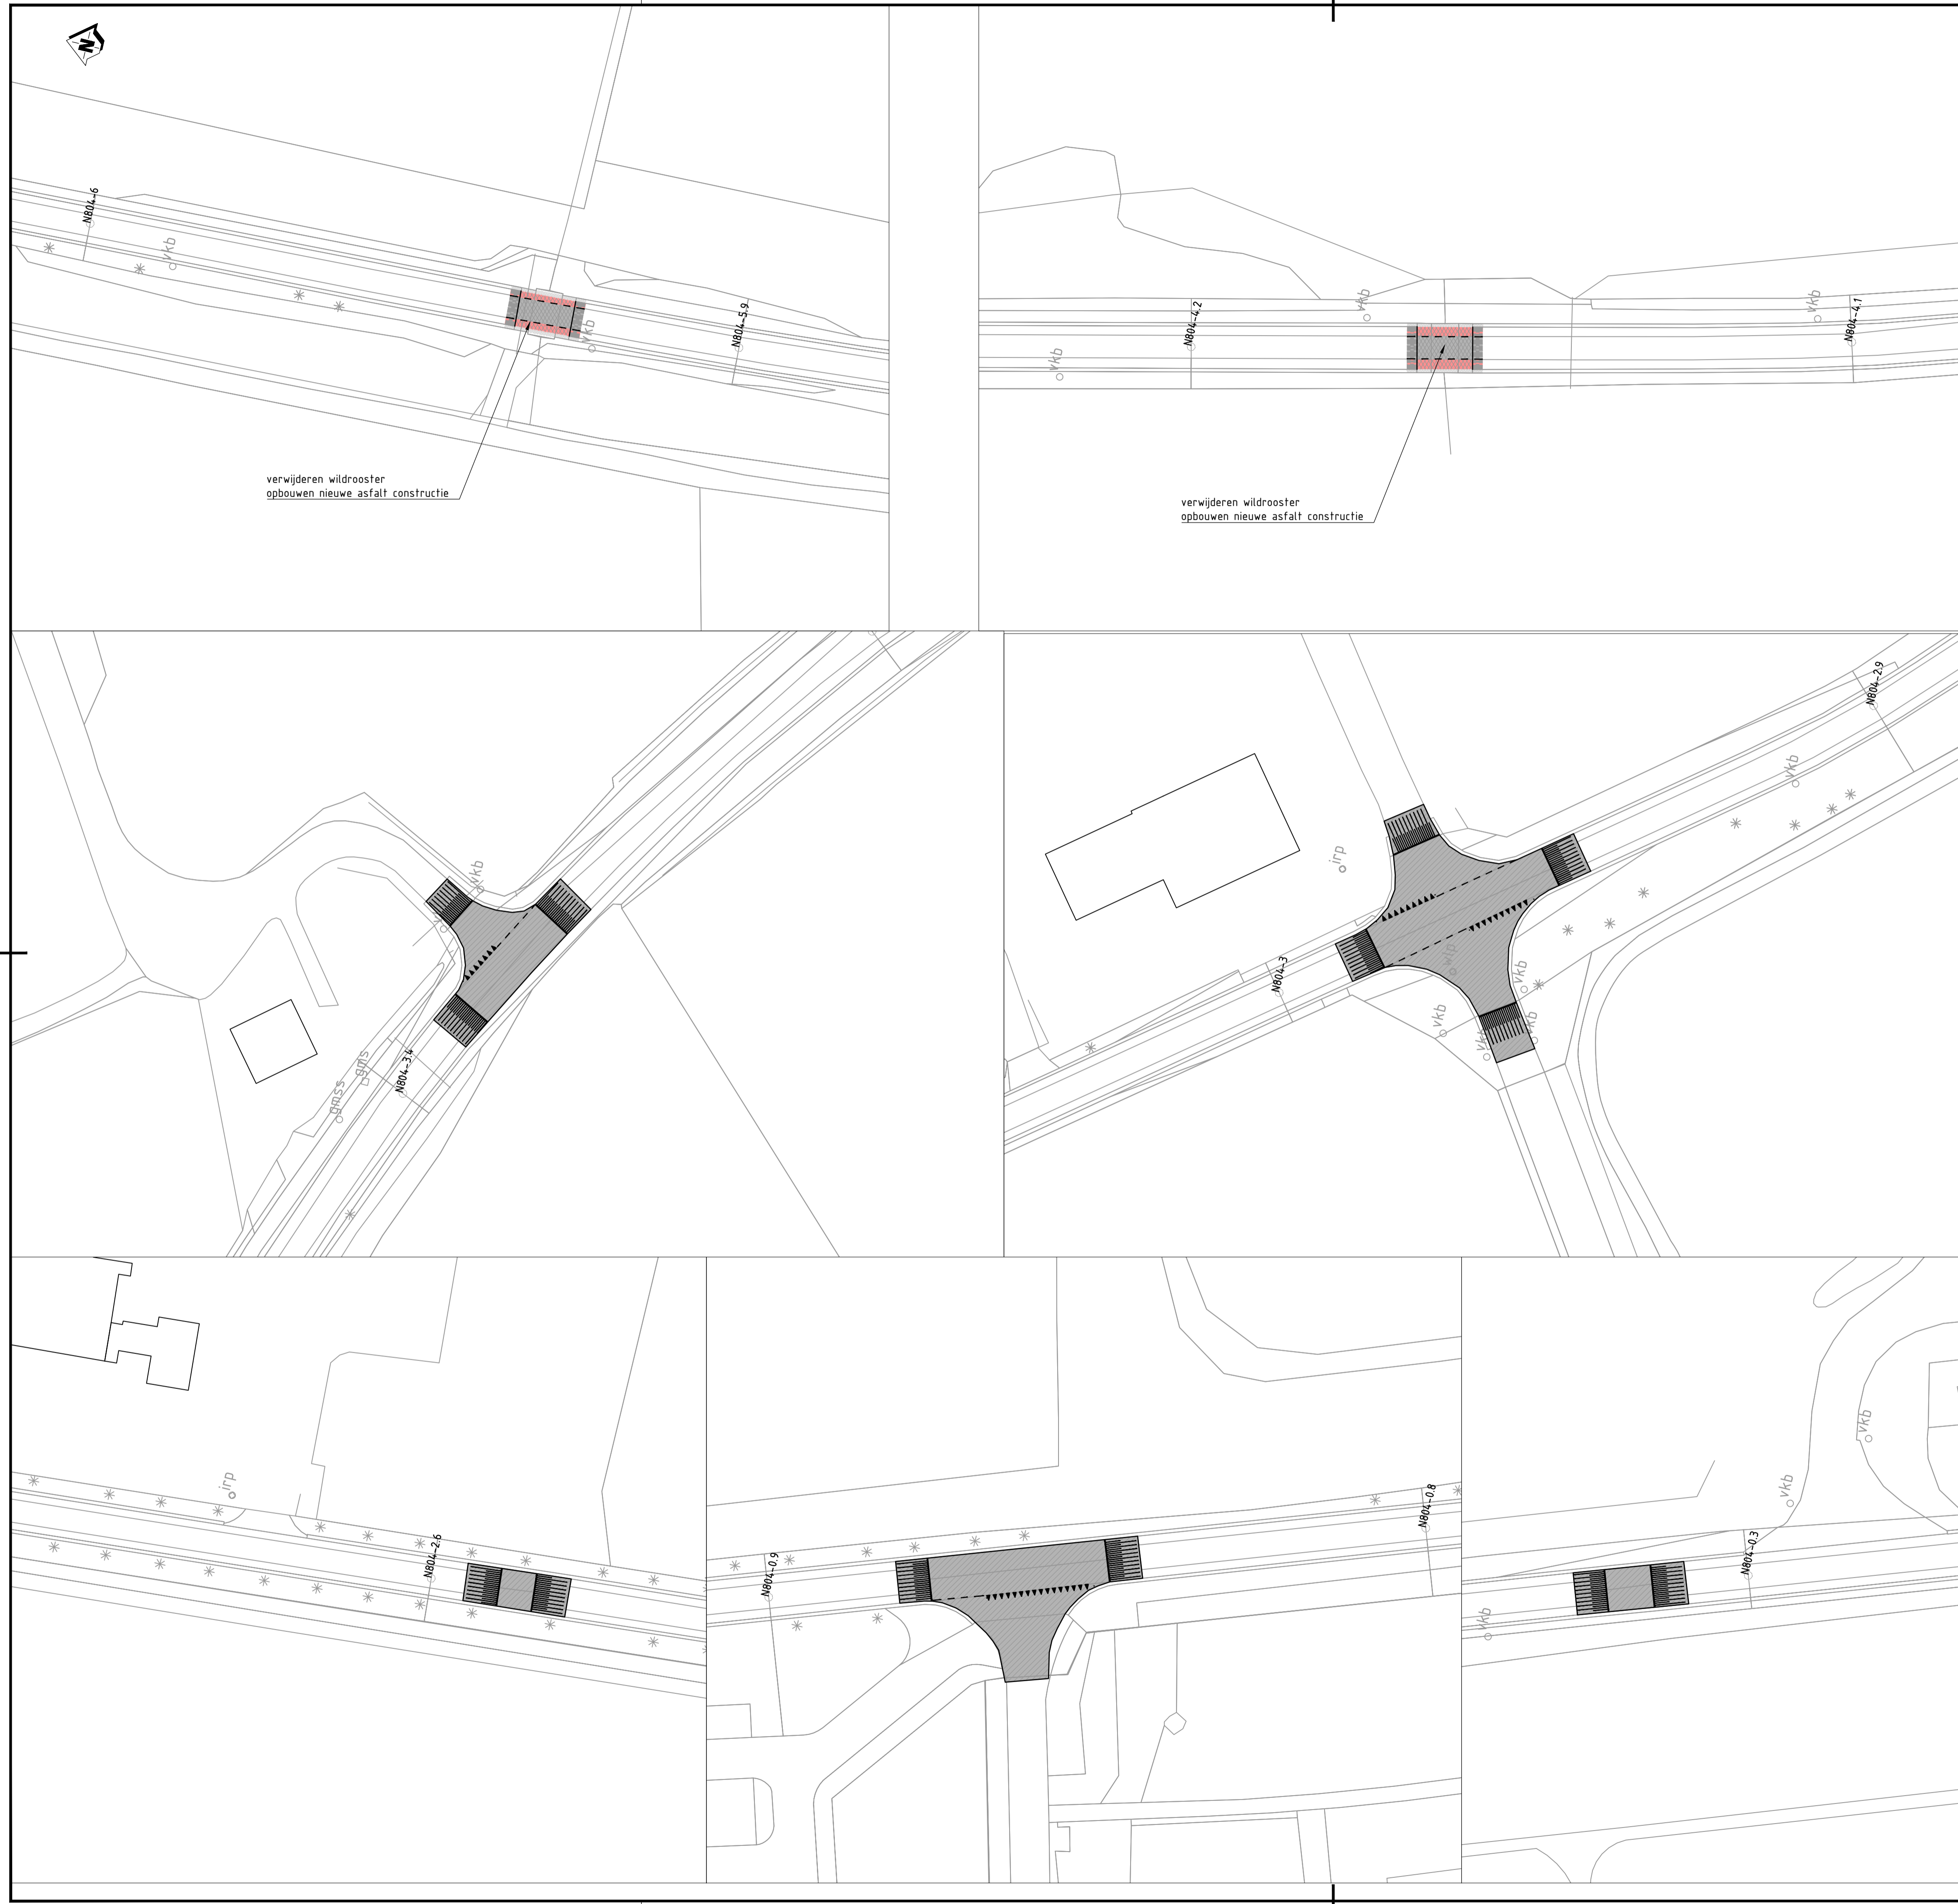 N
N804-6
vkb
vkb
N804-5.9
verwijderen wildrooster
opbouwen nieuwe asfalt constructie
vkb
N804-4.2
vkb
vkb
N804-4.1
verwijderen wildrooster
opbouwen nieuwe asfalt constructie
vkb
gms
gmss
N804-3.4
N804-2.9
vkb
irp
wlp
N804-3
vkb
vkb
vkb
irp
N804-2.6
N804-0.9
N804-0.8
vkb
vkb
N804-0.3
vkb